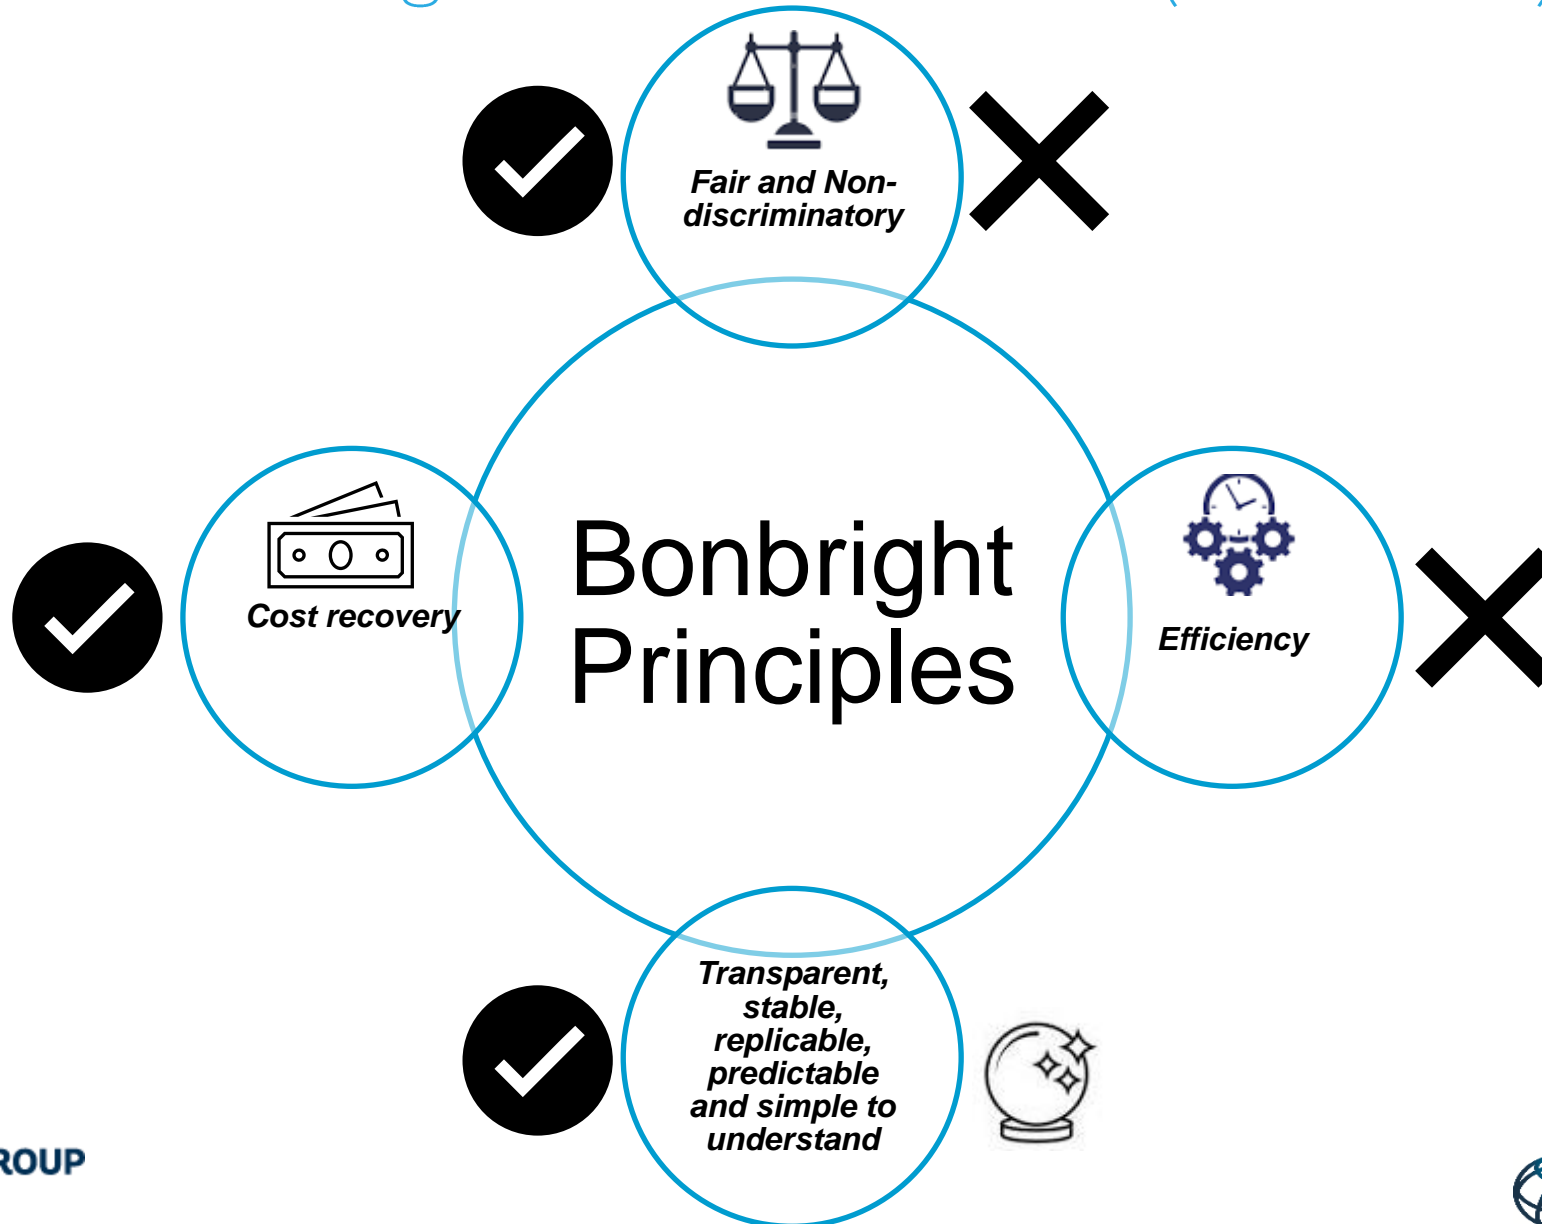 Fair and Non-
discriminatory
Cost recovery
Bonbright
Principles
Efficiency
Transparent,
stable,
replicable,
predictable
and simple to
understand
ROUP